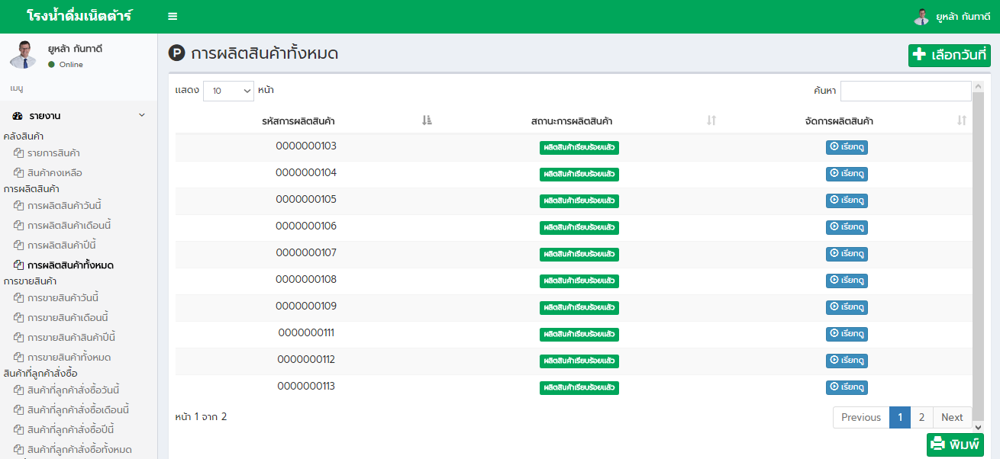 โรงน้ำดื่มเน็ตต้าร์
ยูหล้า กันทาดี
ยูหล้า กันทาดี
Online
เมนู
รายงาน
คลังสินค้า
รายการสินค้า
สินค้าคงเหลือ
การผลิตสินค้า
การผลิตสินค้าวันนี้
การผลิตสินค้าเดือนนี้
การผลิตสินค้าปีนี้
การผลิตสินค้าทั้งหมด
การขายสินค้า
การขายสินค้าวันนี้
การขายสินค้าเดือนนี้
การขายสินค้าสินค้าปีนี้
การขายสินค้าทั้งหมด
สินค้าที่ลูกค้าสั่งซื้อ
สินค้าที่ลูกค้าสั่งซื้อวันนี้
สินค้าที่ลูกค้าสั่งซื้อเดือนนี้
สินค้าที่ลูกค้าสั่งซื้อปีนี้
สินค้าที่ลูกค้าสั่งซื้อทั้งหมด
P การผลิตสินค้าทั้งหมด
เลือกวันที่
แสดง 10 หน้า ค้นหา
รหัสการผลิตสินค้า สถานะการผลิตสินค้า จัดการผลิตสินค้า
0000000103 ผลิตสินค้าเรียบร้อยแล้ว เรียกดู
0000000104 ผลิตสินค้าเรียบร้อยแล้ว เรียกดู
0000000105 ผลิตสินค้าเรียบร้อยแล้ว เรียกดู
0000000106 ผลิตสินค้าเรียบร้อยแล้ว เรียกดู
0000000107 ผลิตสินค้าเรียบร้อยแล้ว เรียกดู
0000000108 ผลิตสินค้าเรียบร้อยแล้ว เรียกดู
0000000109 ผลิตสินค้าเรียบร้อยแล้ว เรียกดู
0000000111 ผลิตสินค้าเรียบร้อยแล้ว เรียกดู
0000000112 ผลิตสินค้าเรียบร้อยแล้ว เรียกดู
0000000113 ผลิตสินค้าเรียบร้อยแล้ว เรียกดู
หน้า 1 จาก 2 Previous 1 2 Next
พิมพ์